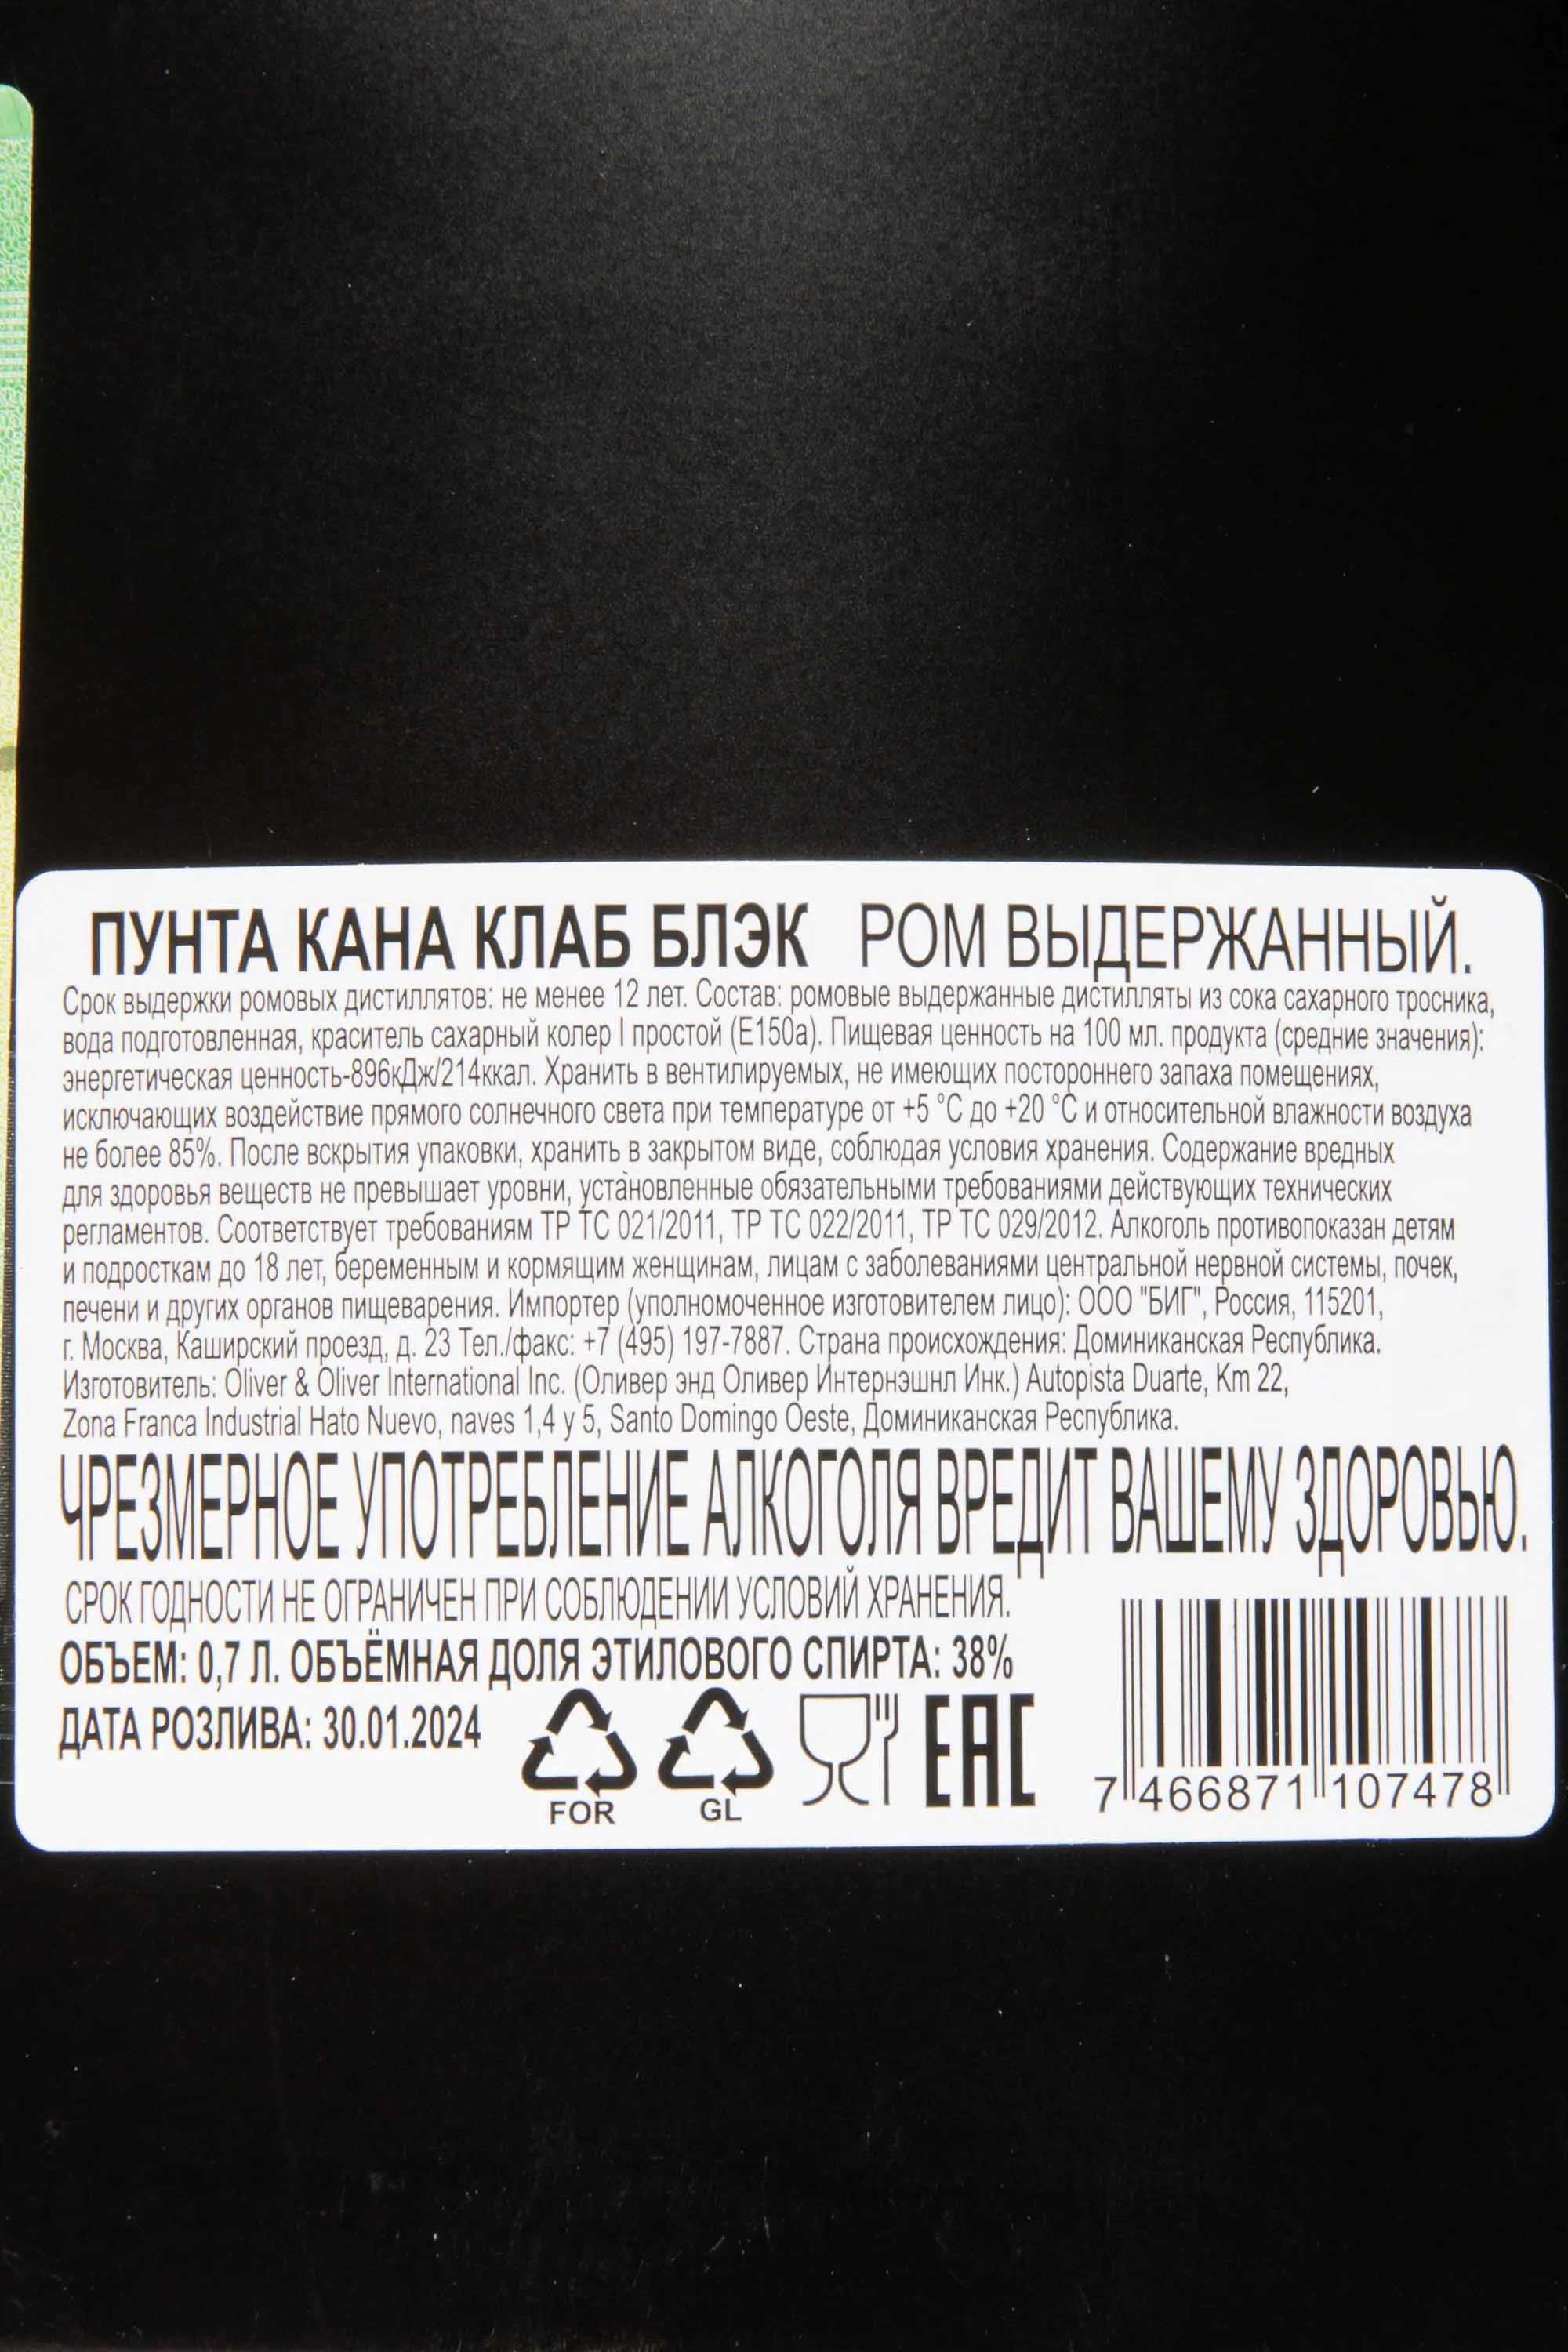 ПУНТА КАНА КЛАБ БЛЭК РОМ ВЫДЕРЖАННЫЙ.
Срок выдержки ромовых дистиллятов: не менее 12 лет. Состав: ромовые выдержанные дистилляты из сока сахарного тросника,
вода подготовленная, краситель сахарный колер I простой (Е150а). Пищевая ценность на 100 мл. продукта (средние значения):
энергетическая ценность-896кДж/214ккал. Хранить в вентилируемых, не имеющих постороннего запаха помещениях,
исключающих воздействие прямого солнечного света при температуре от +5 °С до +20 °С и относительной влажности воздуха
не более 85%. После вскрытия упаковки, хранить в закрытом виде, соблюдая условия хранения. Содержание вредных
для здоровья веществ не превышает уровни, установленные обязательными требованиями действующих технических
регламентов. Соответствует требованиям ТР ТС 021/2011, ТР ТС 022/2011, ТР ТС 029/2012. Алкоголь противопоказан детям
и подросткам до 18 лет, беременным и кормящим женщинам, лицам с заболеваниями центральной нервной системы, почек,
печени и других органов пищеварения. Импортер (уполномоченное изготовителем лицо): ООО "БИГ", Россия, 115201,
г. Москва, Каширский проезд, д. 23 Тел./факс: +7 (495) 197-7887. Страна происхождения: Доминиканская Республика.
Изготовитель: Oliver & Oliver International Inc. (Оливер энд Оливер Интернэшнл Инк.) Autopista Duarte, Km 22,
Zona Franca Industrial Hato Nuevo, naves 1,4 y 5, Santo Domingo Oeste, Доминиканская Республика.
ЧРЕЗМЕРНОЕ УПОТРЕБЛЕНИЕ АЛКОГОЛЯ ВРЕДИТ ВАШЕМУ ЗДОРОВЬЮ.
СРОК ГОДНОСТИ НЕ ОГРАНИЧЕН ПРИ СОБЛЮДЕНИИ УСЛОВИЙ ХРАНЕНИЯ.
ОБЪЕМ: 0,7 Л. ОБЪЁМНАЯ ДОЛЯ ЭТИЛОВОГО СПИРТА: 38%
ДАТА РОЗЛИВА: 30.01.2024
FOR GL EAC
7 466871 107478